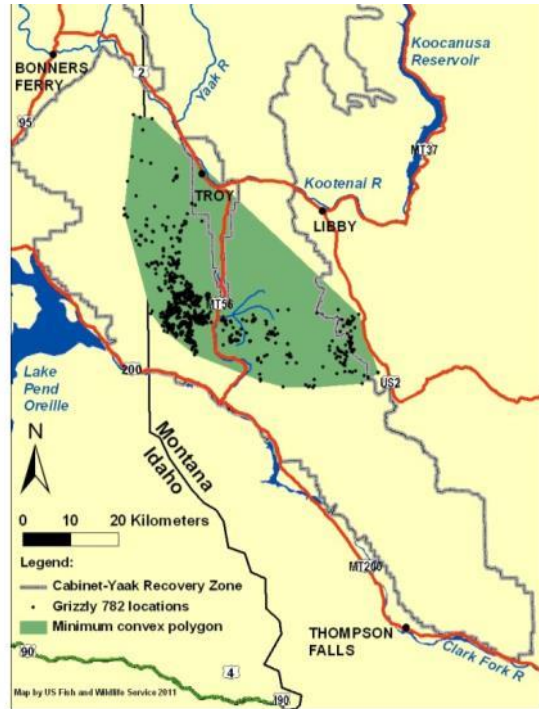 BONNERS
FERRY
2
Yaak R
Koocanusa
Reservoir
95
MT37
TROY
Kootenai R
LIBBY
MT56
200
US2
Lake
Pend
Oreille
N
Montana
Idaho
0 10 20 Kilometers
Legend:
Cabinet-Yaak Recovery Zone
Grizzly 782 locations
Minimum convex polygon
MT200
THOMPSON
FALLS
Clark Fork R
90
4
I90
Map by US Fish and Wildlife Service 2011